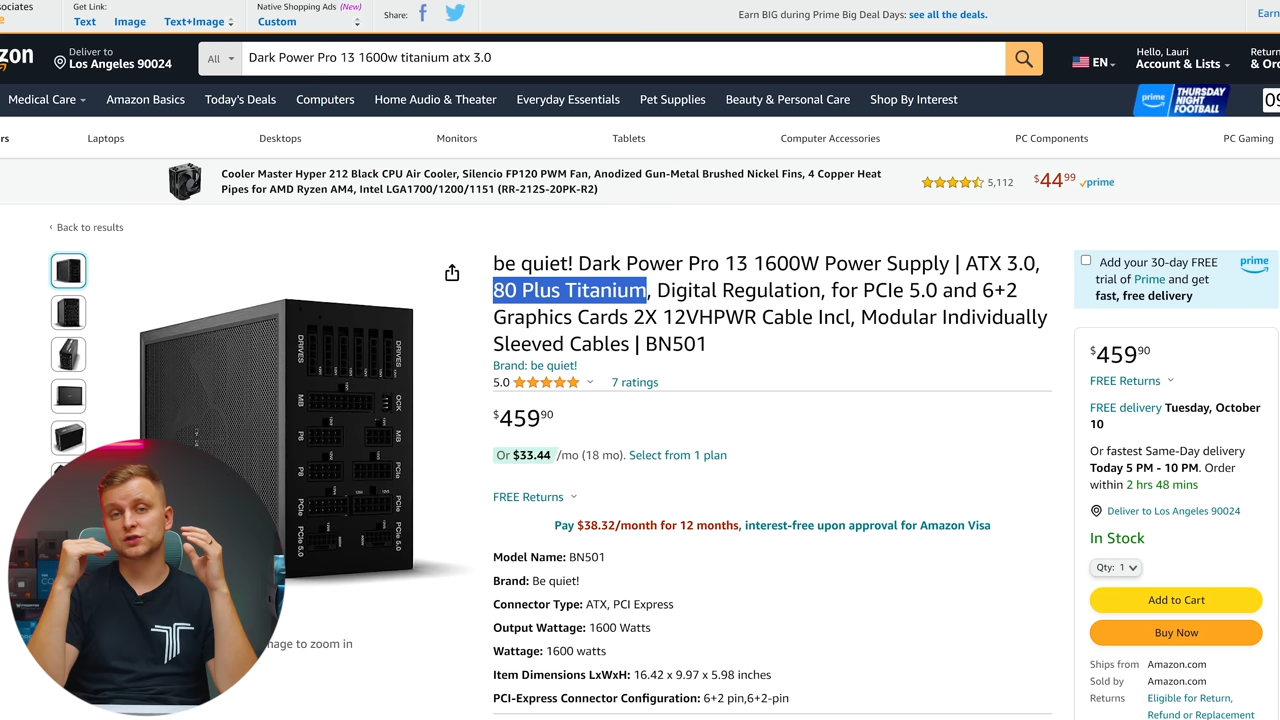 sociates
Get Link:
Text
Image
Text+Image
Native Shopping Ads (New)
Custom
Share:
Earn BIG during Prime Big Deal Days: see all the deals.
Earn
zon
Deliver to
Los Angeles 90024
All
Dark Power Pro 13 1600w titanium atx 3.0
EN
Hello, Lauri
Account & Lists
Return
& Or
Medical Care
Amazon Basics
Today's Deals
Computers
Home Audio & Theater
Everyday Essentials
Pet Supplies
Beauty & Personal Care
Shop By Interest
prime
THURSDAY
NIGHT
FOOTBALL
09
rs
Laptops
Desktops
Monitors
Tablets
Computer Accessories
PC Components
PC Gaming
Cooler Master Hyper 212 Black CPU Air Cooler, Silencio FP120 PWM Fan, Anodized Gun-Metal Brushed Nickel Fins, 4 Copper Heat
Pipes for AMD Ryzen AM4, Intel LGA1700/1200/1151 (RR-212S-20PK-R2)
5,112
$44.99
prime
‹ Back to results
be quiet! Dark Power Pro 13 1600W Power Supply | ATX 3.0,
80 Plus Titanium, Digital Regulation, for PCIe 5.0 and 6+2
Graphics Cards 2X 12VHPWR Cable Incl, Modular Individually
Sleeved Cables | BN501
Brand: be quiet!
5.0
7 ratings
$459.90
Or $33.44 /mo (18 mo). Select from 1 plan
FREE Returns
Pay $38.32/month for 12 months, interest-free upon approval for Amazon Visa
Model Name: BN501
Brand: Be quiet!
Connector Type: ATX, PCI Express
Output Wattage: 1600 Watts
Wattage: 1600 watts
Item Dimensions LxWxH: 16.42 x 9.97 x 5.98 inches
PCI-Express Connector Configuration: 6+2 pin,6+2-pin
DRIVES
DRIVES
MB
OCK
P8
MB
P8
PCIe
PCIe
PCIe
PCIe 5.0
PCIe 5.0
mage to zoom in
Add your 30-day FREE
trial of Prime and get
fast, free delivery
prime
$459.90
FREE Returns
FREE delivery Tuesday, October
10
Or fastest Same-Day delivery
Today 5 PM - 10 PM. Order
within 2 hrs 48 mins
Deliver to Los Angeles 90024
In Stock
Qty: 1
Add to Cart
Buy Now
Ships from Amazon.com
Sold by Amazon.com
Returns Eligible for Return,
Refund or Replacement